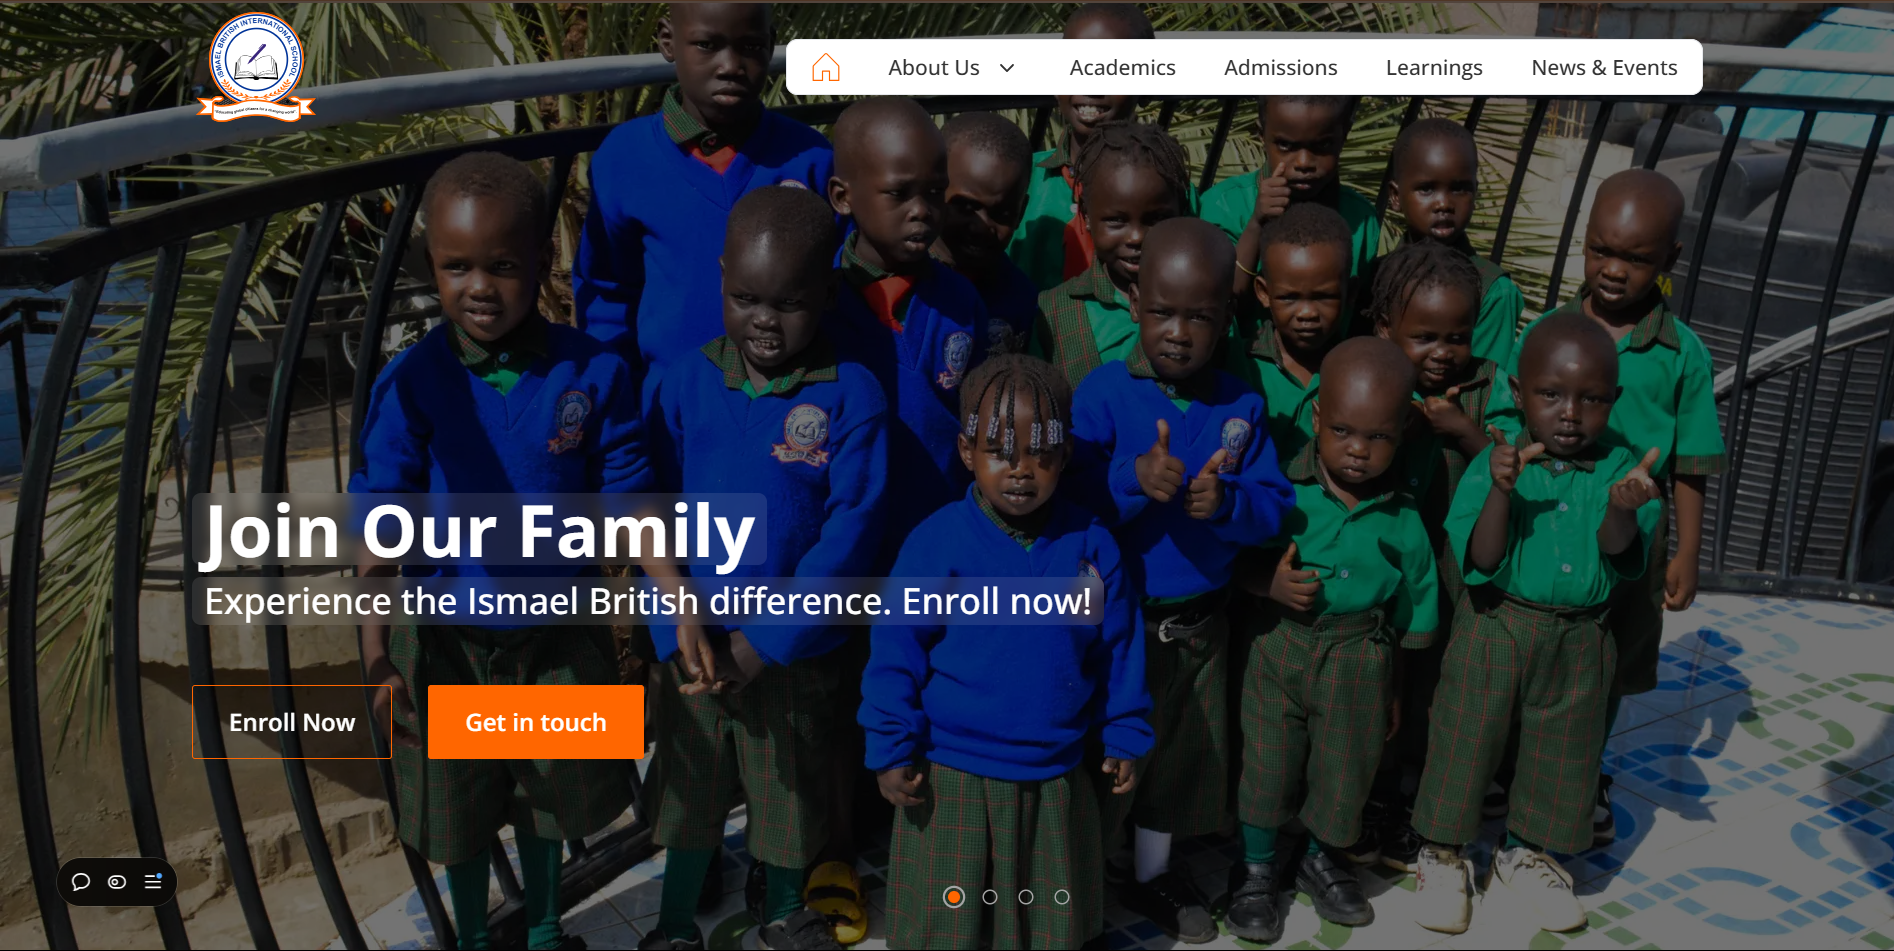 ISMAEL BRITISH INTERNATIONAL SCHOOL
About Us
Academics
Admissions
Learnings
News & Events
Join Our Family
Experience the Ismael British difference. Enroll now!
Enroll Now
Get in touch